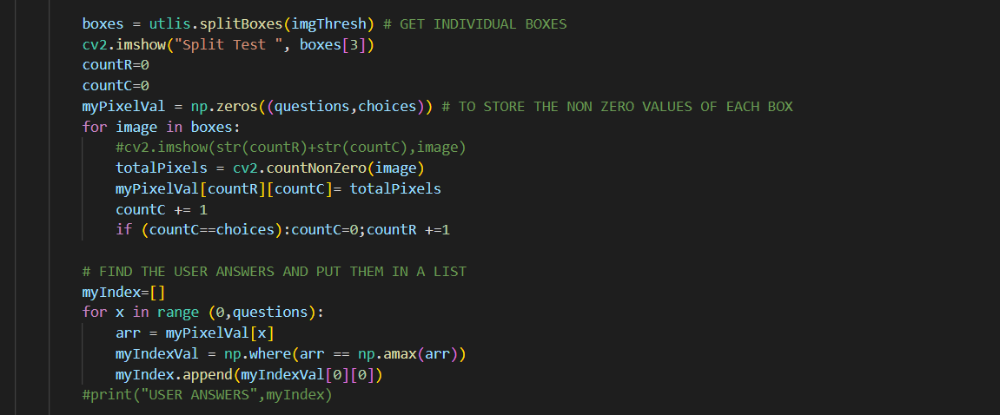 boxes = utlis.splitBoxes(imgThresh) # GET INDIVIDUAL BOXES
cv2.imshow("Split Test ", boxes[3])
countR=0
countC=0
myPixelVal = np.zeros((questions,choices)) # TO STORE THE NON ZERO VALUES OF EACH BOX
for image in boxes:
    #cv2.imshow(str(countR)+str(countC),image)
    totalPixels = cv2.countNonZero(image)
    myPixelVal[countR][countC]= totalPixels
    countC += 1
    if (countC==choices):countC=0;countR +=1

# FIND THE USER ANSWERS AND PUT THEM IN A LIST
myIndex=[]
for x in range (0,questions):
    arr = myPixelVal[x]
    myIndexVal = np.where(arr == np.amax(arr))
    myIndex.append(myIndexVal[0][0])
#print("USER ANSWERS",myIndex)